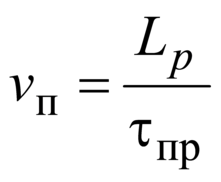 v_п = L_p / τ_пр